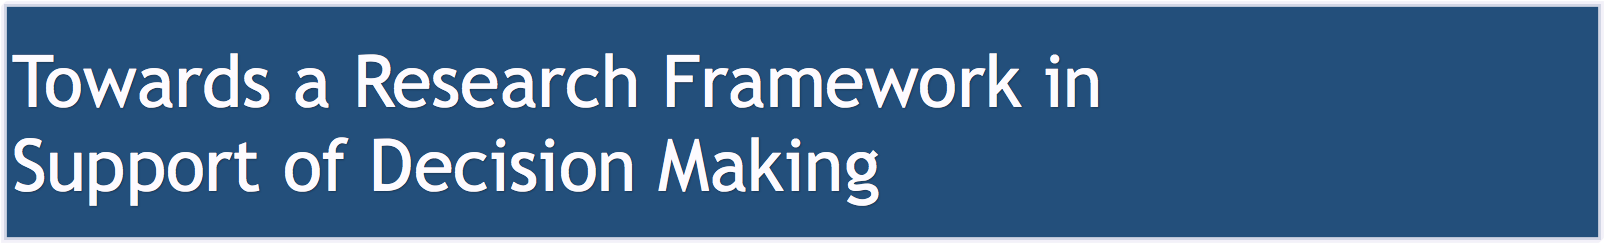 Towards a Research Framework in
Support of Decision Making